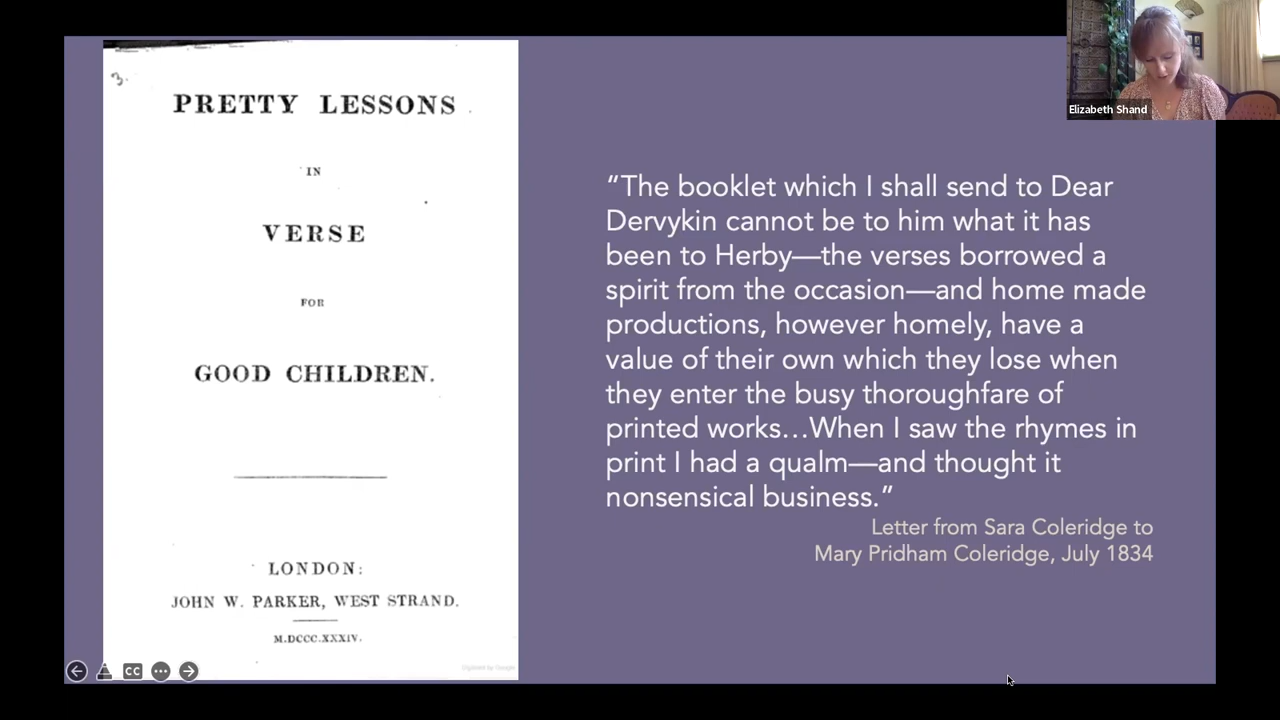 3.
PRETTY LESSONS
IN
VERSE
FOR
GOOD CHILDREN.
LONDON:
JOHN W. PARKER, WEST STRAND.
M.DCCC.XXXIV.
Digitized by Google
“The booklet which I shall send to Dear
Dervykin cannot be to him what it has
been to Herby—the verses borrowed a
spirit from the occasion—and home made
productions, however homely, have a
value of their own which they lose when
they enter the busy thoroughfare of
printed works…When I saw the rhymes in
print I had a qualm—and thought it
nonsensical business.”
Letter from Sara Coleridge to
Mary Pridham Coleridge, July 1834
Elizabeth Shand
CC